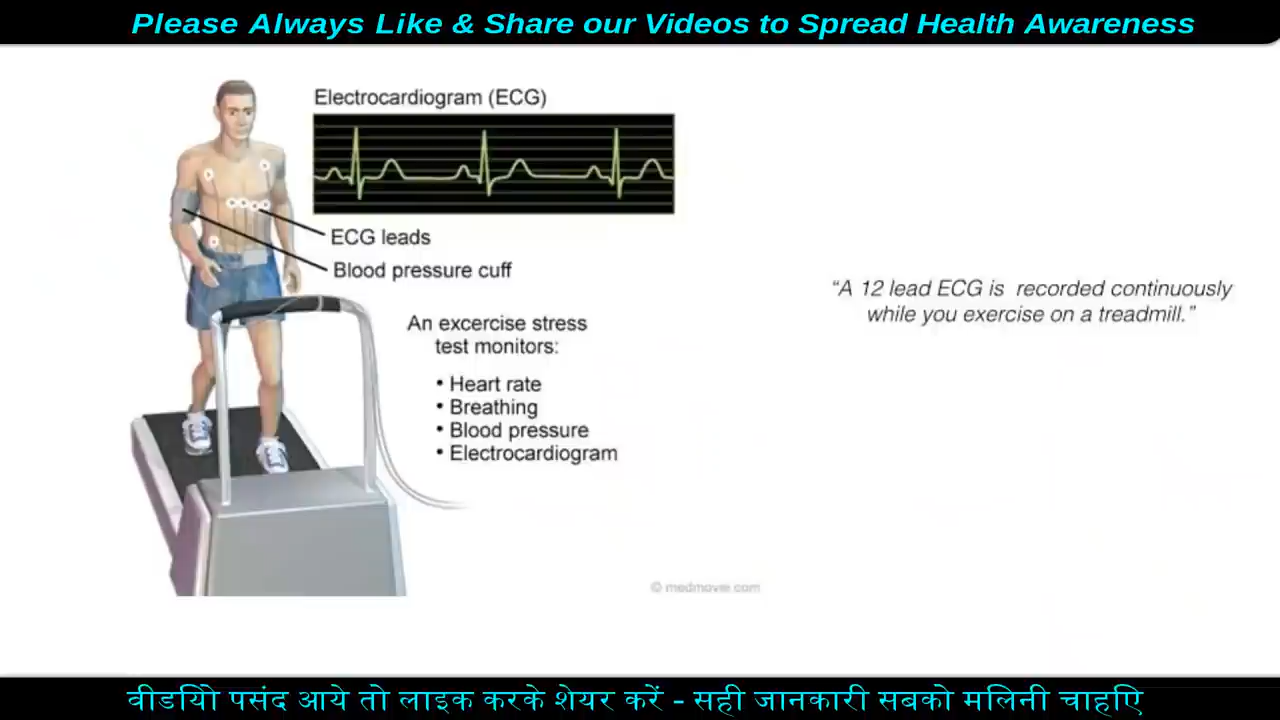 Please Always Like & Share our Videos to Spread Health Awareness
Electrocardiogram (ECG)
ECG leads
Blood pressure cuff
An excercise stress
test monitors:
• Heart rate
• Breathing
• Blood pressure
• Electrocardiogram
“A 12 lead ECG is recorded continuously
while you exercise on a treadmill.”
© medmovie.com
वीडियो पसंद आये तो लाइक करके शेयर करें - सही जानकारी सबको मिलनी चाहिए